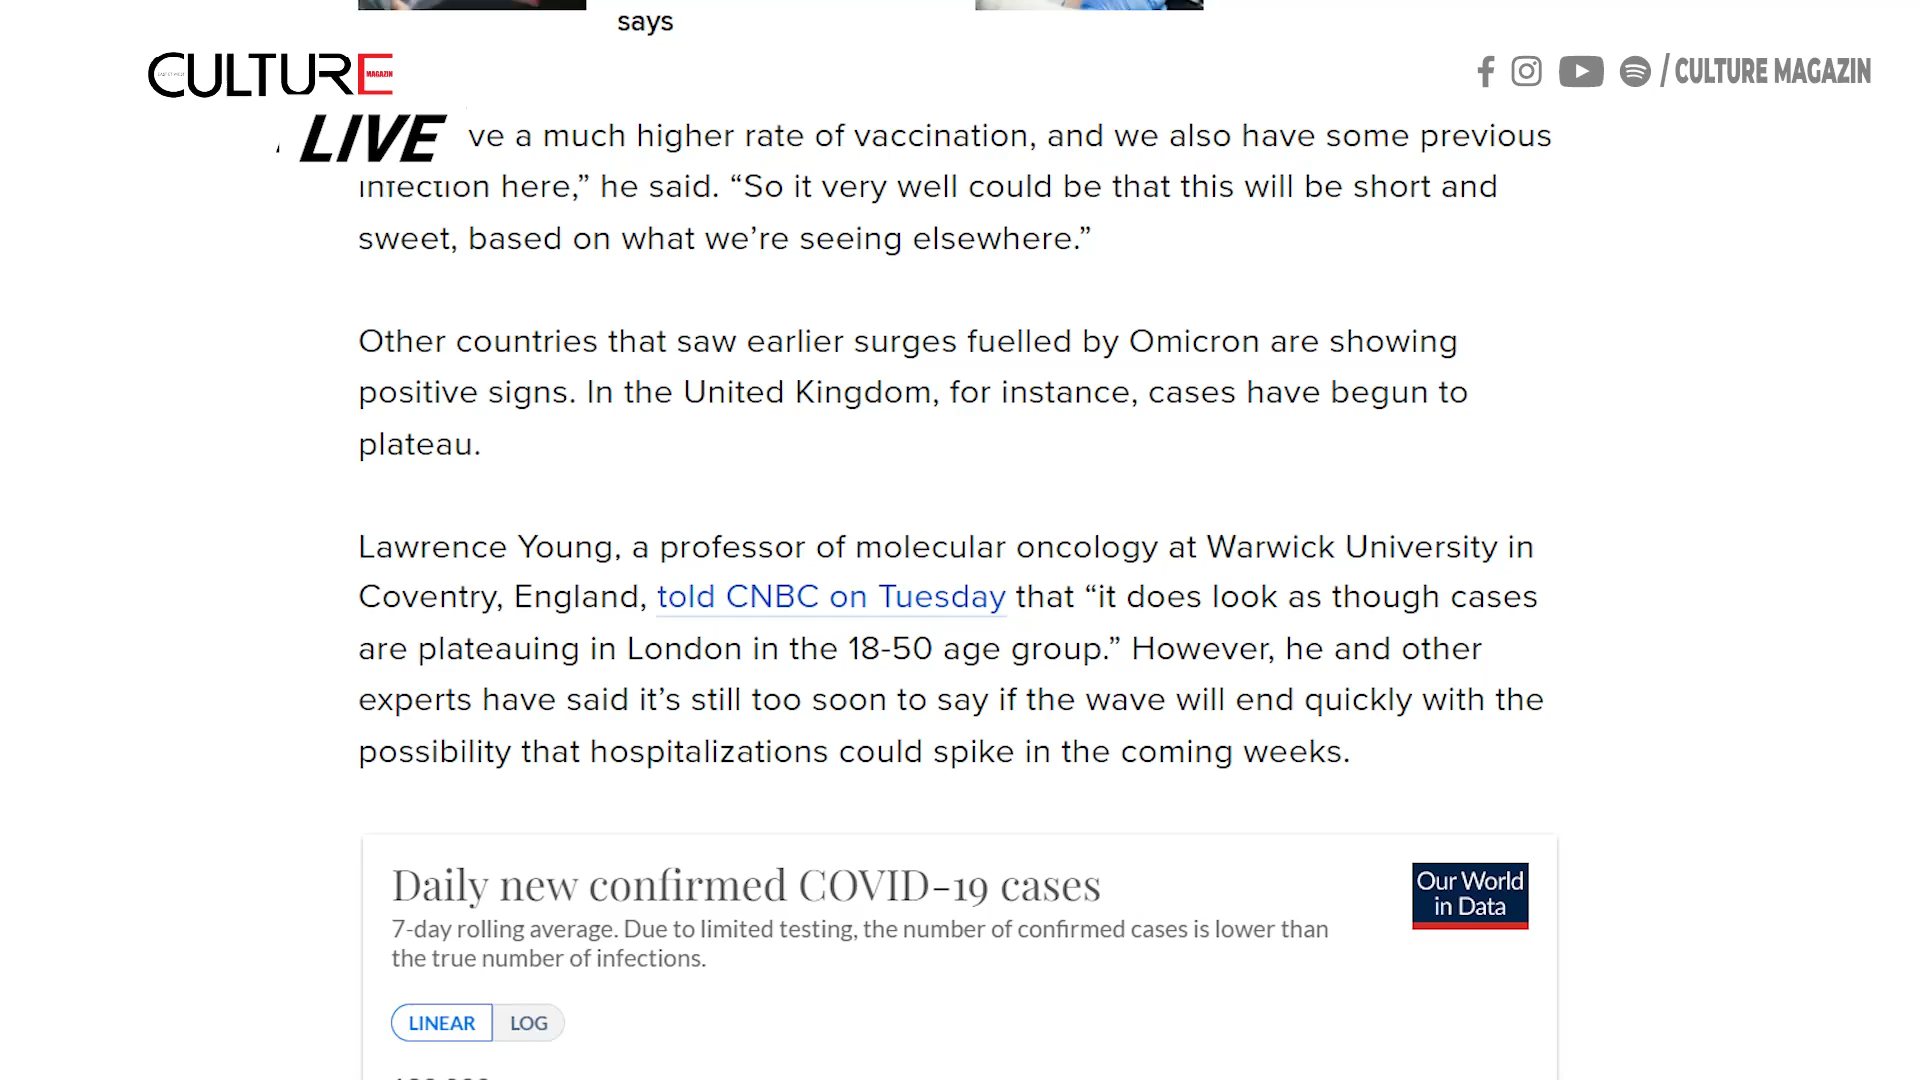 says
CULTURE
MAGAZIN
/ CULTURE MAGAZIN
LIVE
ve a much higher rate of vaccination, and we also have some previous
infection here,” he said. “So it very well could be that this will be short and
sweet, based on what we’re seeing elsewhere.”
Other countries that saw earlier surges fuelled by Omicron are showing
positive signs. In the United Kingdom, for instance, cases have begun to
plateau.
Lawrence Young, a professor of molecular oncology at Warwick University in
Coventry, England, told CNBC on Tuesday that “it does look as though cases
are plateauing in London in the 18-50 age group.” However, he and other
experts have said it’s still too soon to say if the wave will end quickly with the
possibility that hospitalizations could spike in the coming weeks.
Daily new confirmed COVID-19 cases
Our World
in Data
7-day rolling average. Due to limited testing, the number of confirmed cases is lower than
the true number of infections.
LINEAR LOG